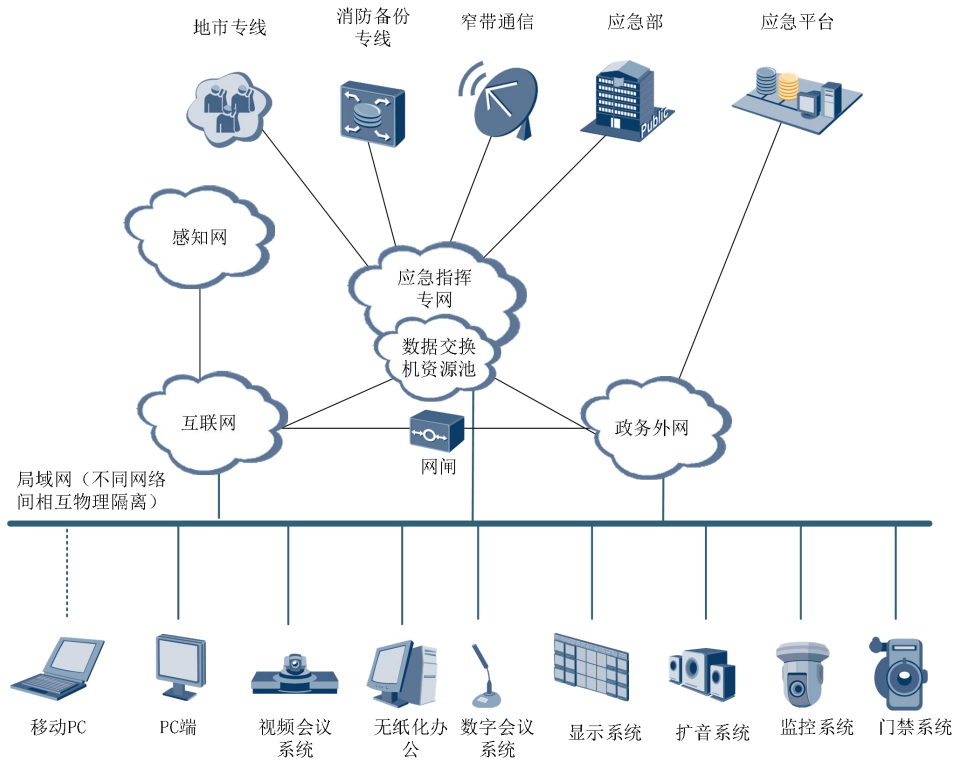 地市专线
消防备份
专线
窄带通信
应急部
应急平台
Public
感知网
应急指挥
专网
数据交换
机资源池
互联网
政务外网
网闸
局域网（不同网络
间相互物理隔离）
移动PC
PC端
视频会议
系统
无纸化办
公
数字会议
系统
显示系统
扩音系统
监控系统
门禁系统